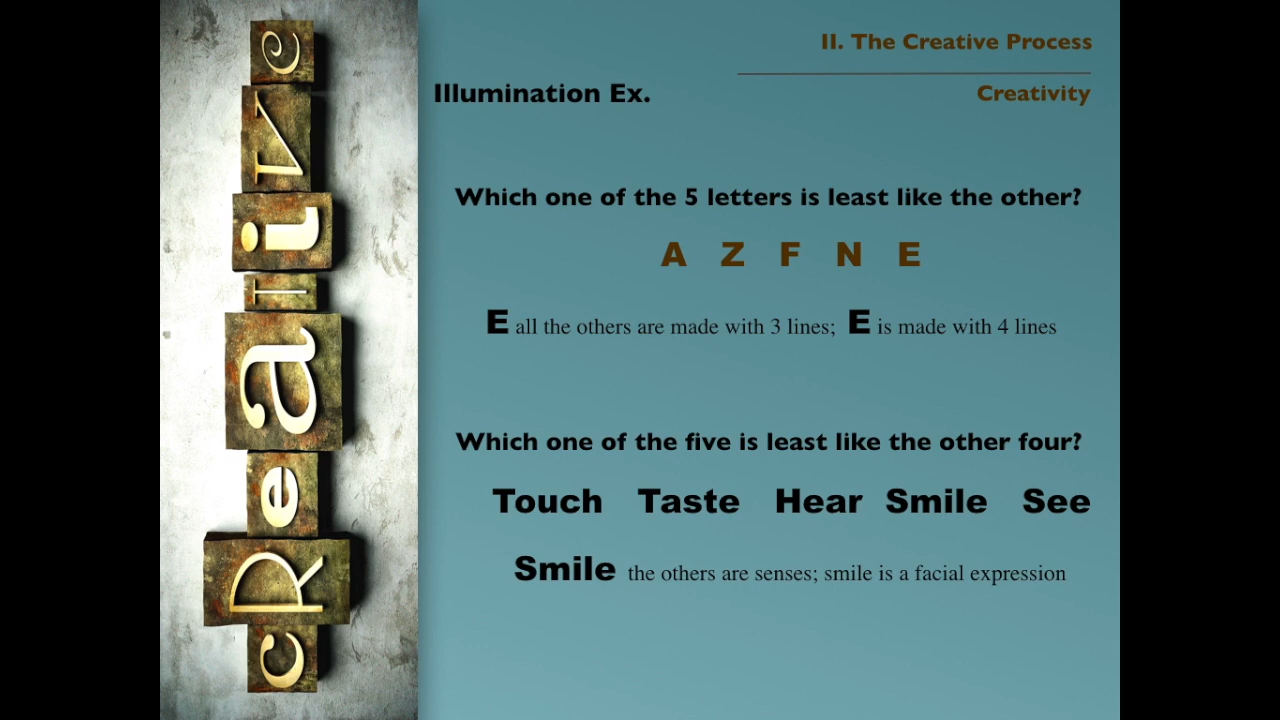 cReaTive
II. The Creative Process
Creativity
Illumination Ex.
Which one of the 5 letters is least like the other?
A Z F N E
E all the others are made with 3 lines; E is made with 4 lines
Which one of the five is least like the other four?
Touch Taste Hear Smile See
Smile the others are senses; smile is a facial expression